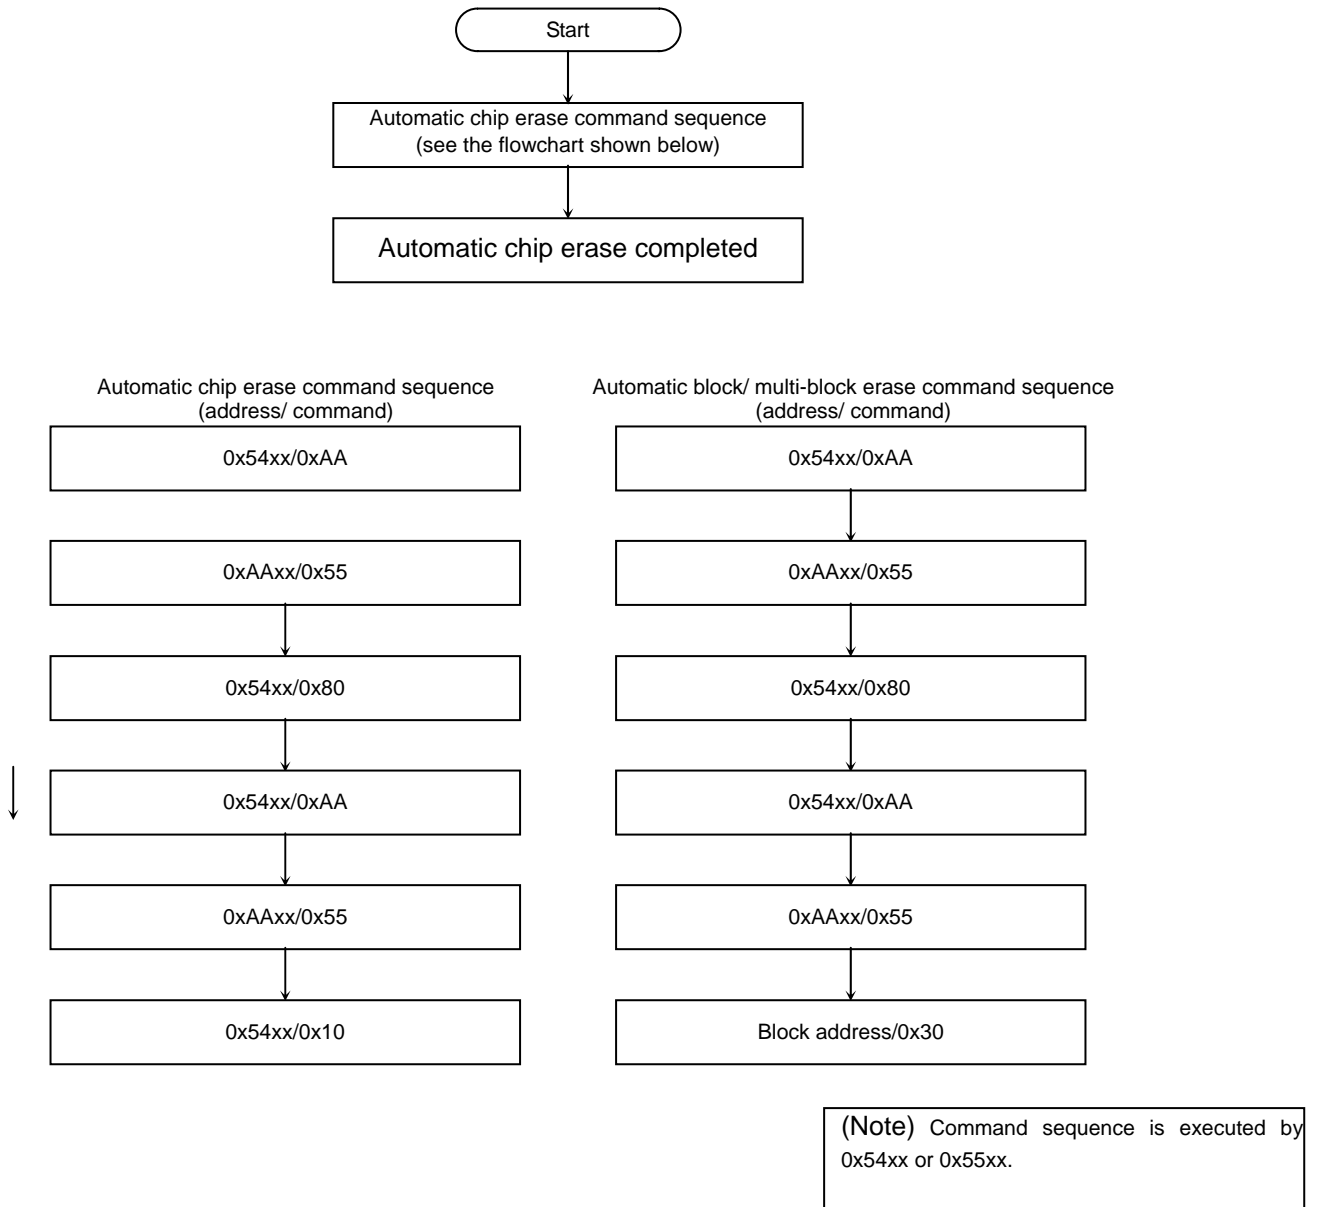 Start
Automatic chip erase command sequence
(see the flowchart shown below)
Automatic chip erase completed
Automatic chip erase command sequence
(address/ command)
0x54xx/0xAA
0xAAxx/0x55
0x54xx/0x80
0x54xx/0xAA
0xAAxx/0x55
0x54xx/0x10
Automatic block/ multi-block erase command sequence
(address/ command)
0x54xx/0xAA
0xAAxx/0x55
0x54xx/0x80
0x54xx/0xAA
0xAAxx/0x55
Block address/0x30
(Note) Command sequence is executed by
0x54xx or 0x55xx.